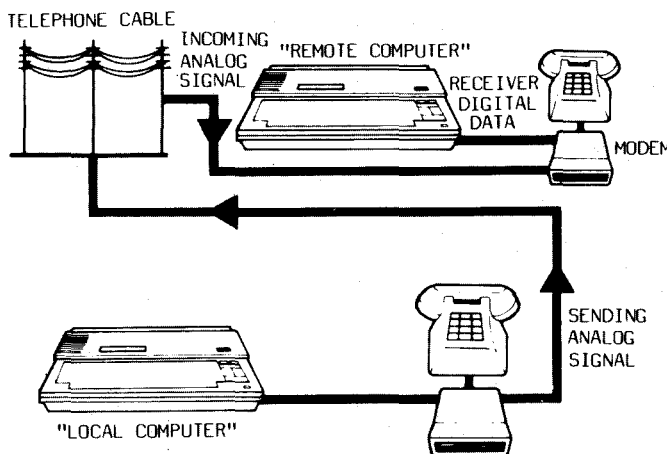 TELEPHONE CABLE
INCOMING
ANALOG
SIGNAL
"REMOTE COMPUTER"
RECEIVER
DIGITAL
DATA
MODEM
SENDING
ANALOG
SIGNAL
"LOCAL COMPUTER"